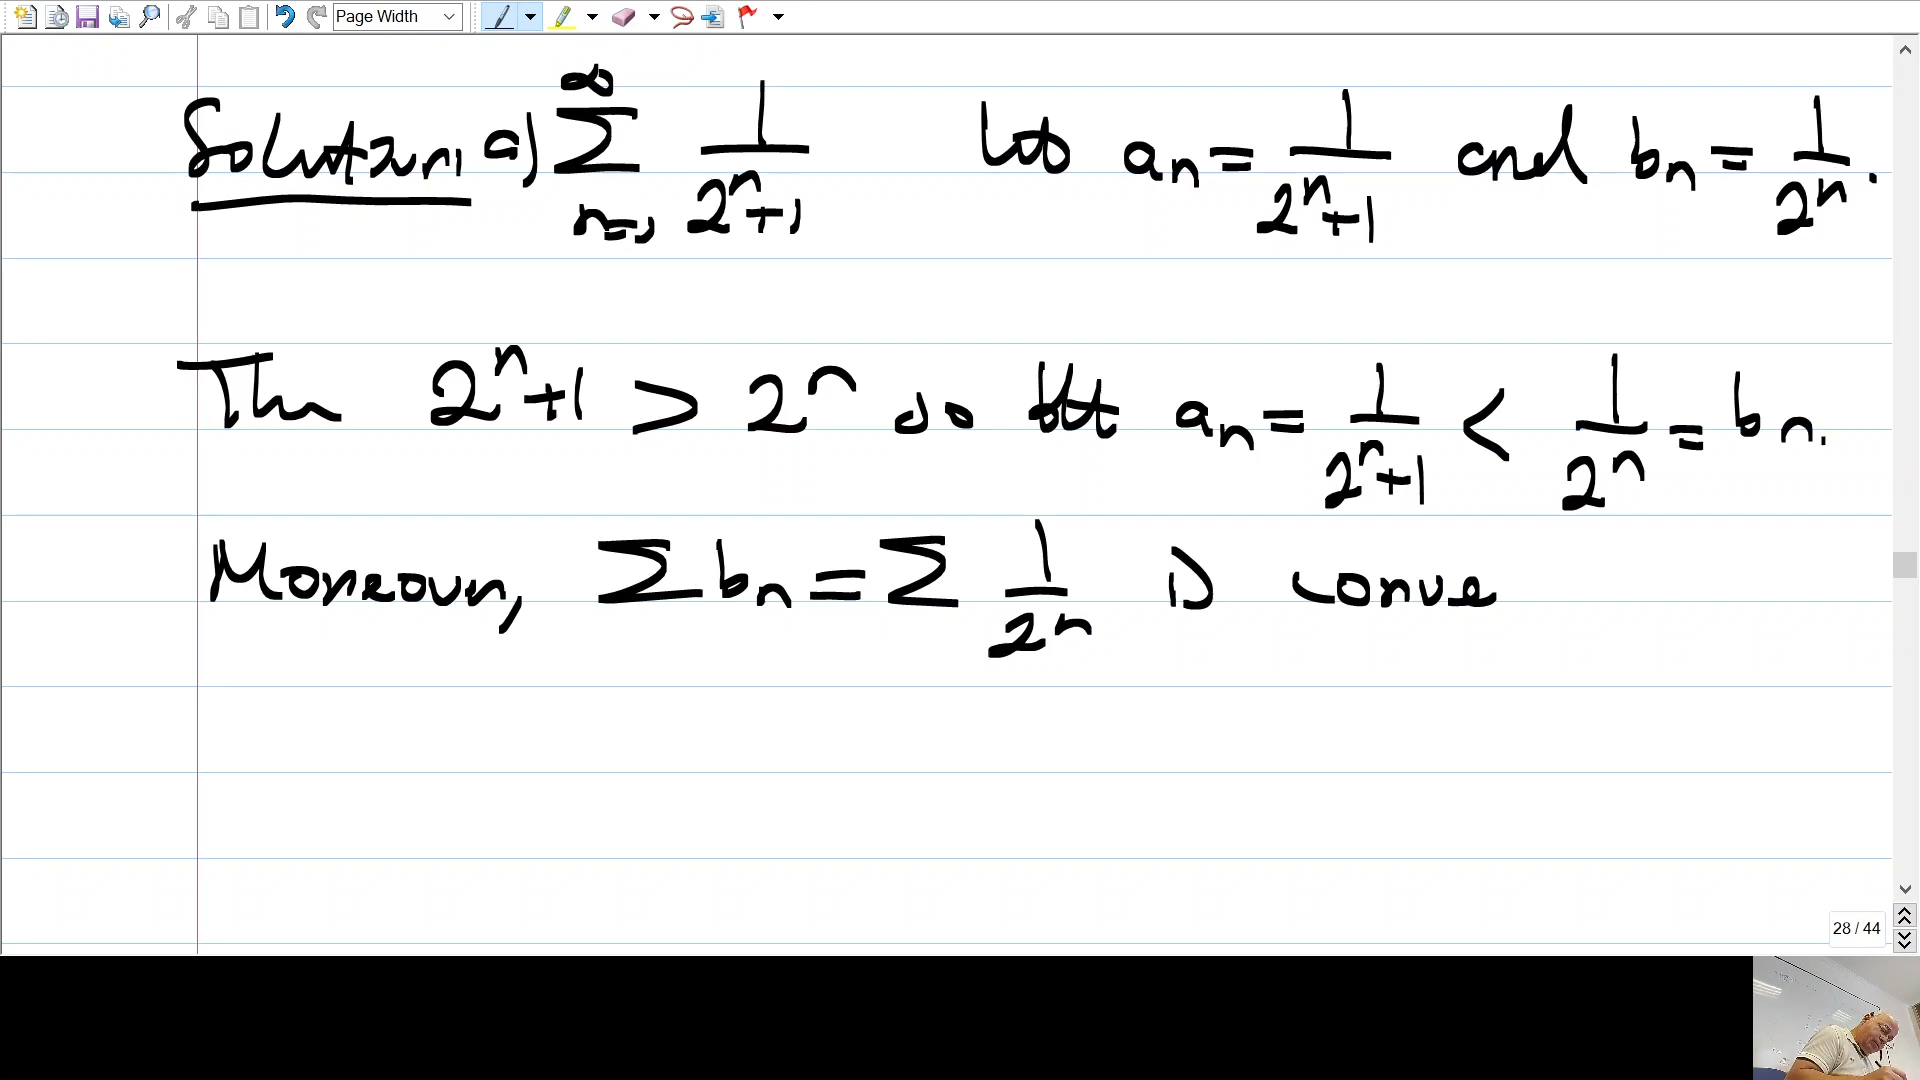 Page Width
Solution: a) ∞∑n=1 1/(2^n+1) Let a_n = 1/(2^n+1) and b_n = 1/2^n.
Then 2^n+1 > 2^n so that a_n = 1/(2^n+1) < 1/2^n = b_n.
Moreover, ∑ b_n = ∑ 1/2^n is conve
28 / 44